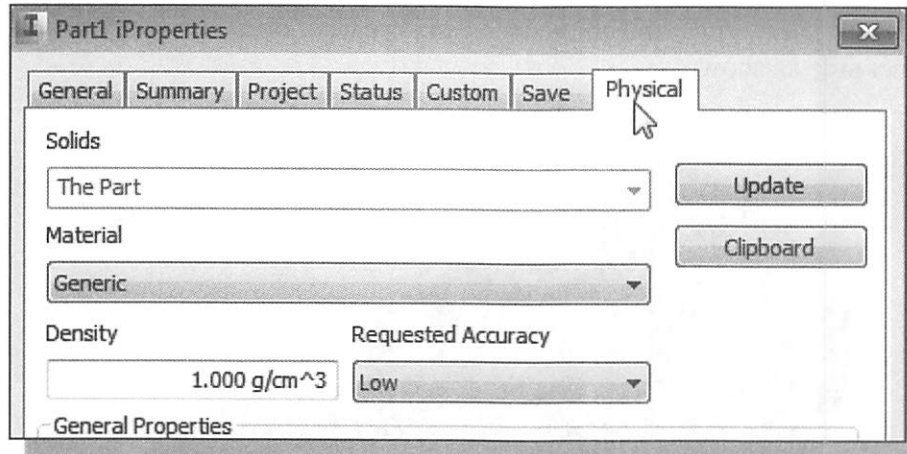 I Part1 iProperties X
General Summary Project Status Custom Save Physical
Solids
The Part
Update
Material
Clipboard
Generic
Density Requested Accuracy
1.000 g/cm^3 Low
General Properties